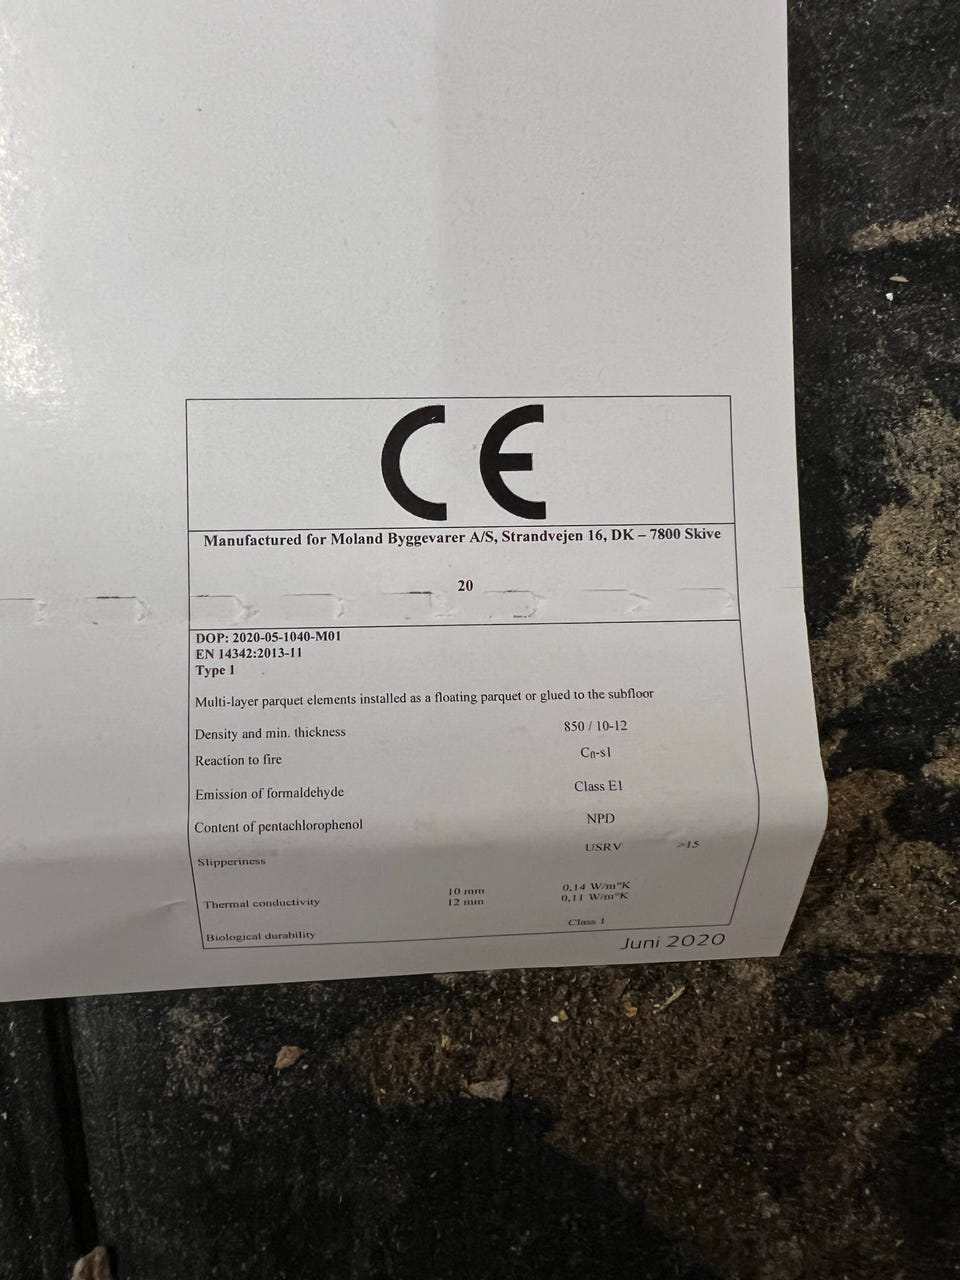 CE
Manufactured for Moland Byggevarer A/S, Strandvejen 16, DK – 7800 Skive
20
DOP: 2020-05-1040-M01
EN 14342:2013-11
Type 1
Multi-layer parquet elements installed as a floating parquet or glued to the subfloor
Density and min. thickness 850 / 10-12
Reaction to fire Cfl-s1
Emission of formaldehyde Class E1
Content of pentachlorophenol NPD
Slipperiness USRV >15
Thermal conductivity 10 mm 0,14 W/m°K
12 mm 0,11 W/m°K
Biological durability Class 1
Juni 2020